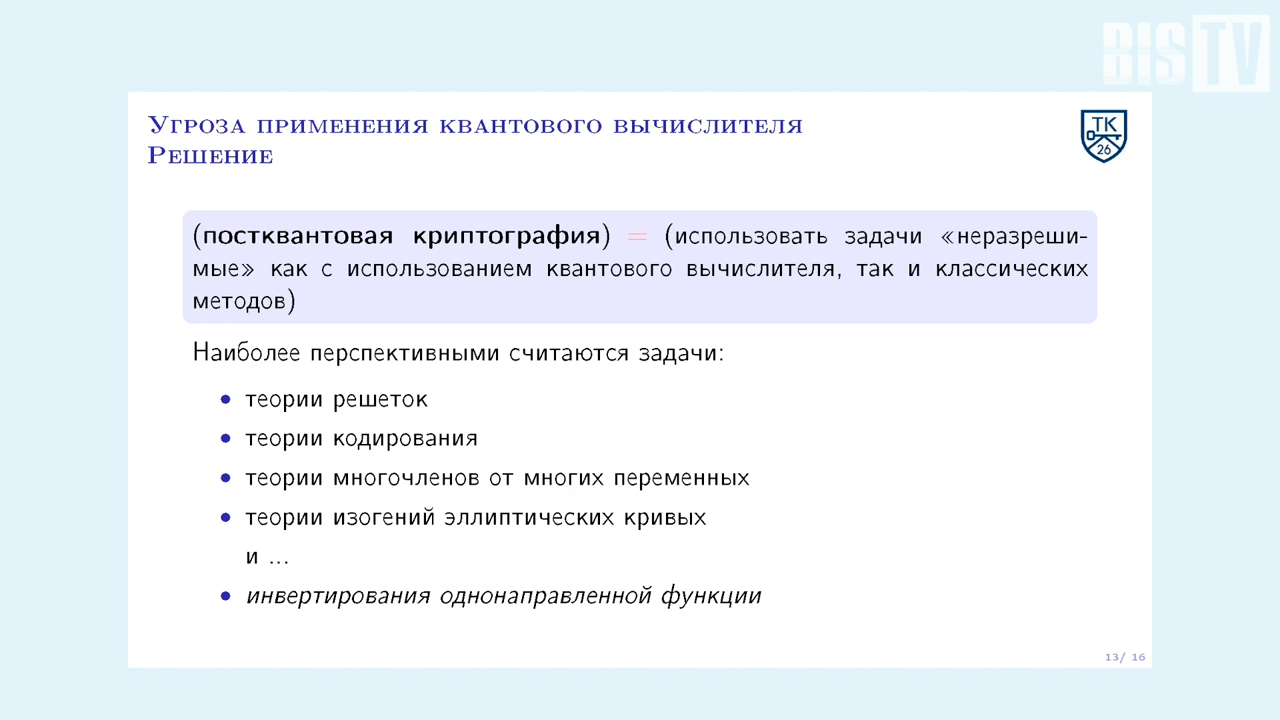 BIS TV
Угроза применения квантового вычислителя
Решение
ТК
26
(постквантовая криптография) = (использовать задачи «неразреши-
мые» как с использованием квантового вычислителя, так и классических
методов)
Наиболее перспективными считаются задачи:
• теории решеток
• теории кодирования
• теории многочленов от многих переменных
• теории изогений эллиптических кривых
и ...
• инвертирования однонаправленной функции
13/ 16